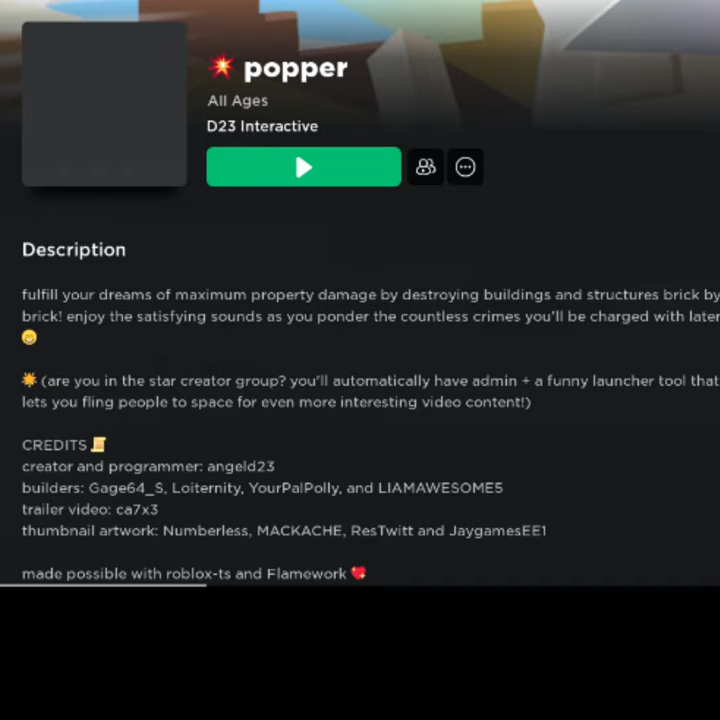 💥 popper
All Ages
D23 Interactive
Description
fulfill your dreams of maximum property damage by destroying buildings and structures brick by
brick! enjoy the satisfying sounds as you ponder the countless crimes you'll be charged with later
😄
🌟 (are you in the star creator group? you'll automatically have admin + a funny launcher tool that
lets you fling people to space for even more interesting video content!)
CREDITS 📜
creator and programmer: angeld23
builders: Gage64_S, Loiternity, YourPalPolly, and LIAMAWESOME5
trailer video: ca7x3
thumbnail artwork: Numberless, MACKACHE, ResTwitt and JaygamesEE1
made possible with roblox-ts and Flamework 💖